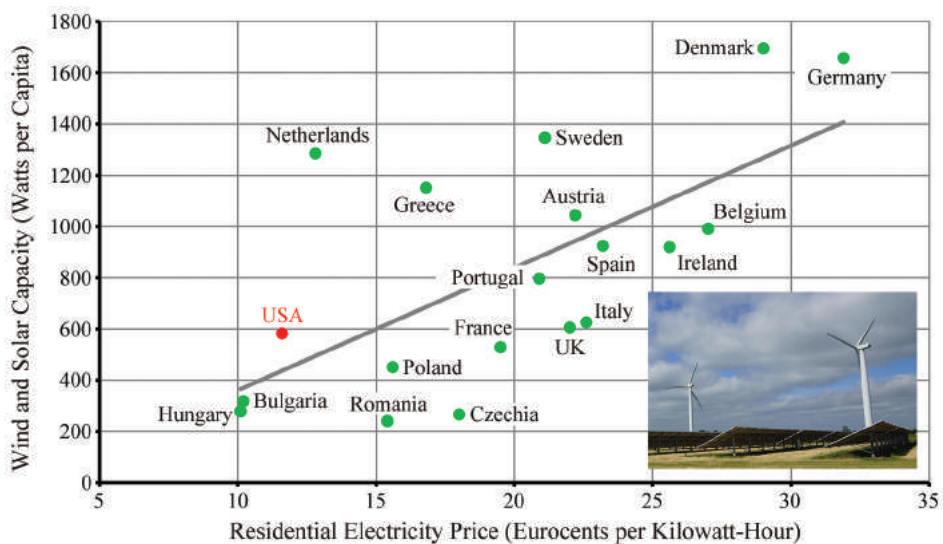 Wind and Solar Capacity (Watts per Capita)
1800
1600
1400
1200
1000
800
600
400
200
0
Denmark
Germany
Netherlands
Sweden
Greece
Austria
Belgium
Spain
Ireland
Portugal
USA
Italy
France
UK
Poland
Hungary
Bulgaria
Romania
Czechia
5 10 15 20 25 30 35
Residential Electricity Price (Eurocents per Kilowatt-Hour)